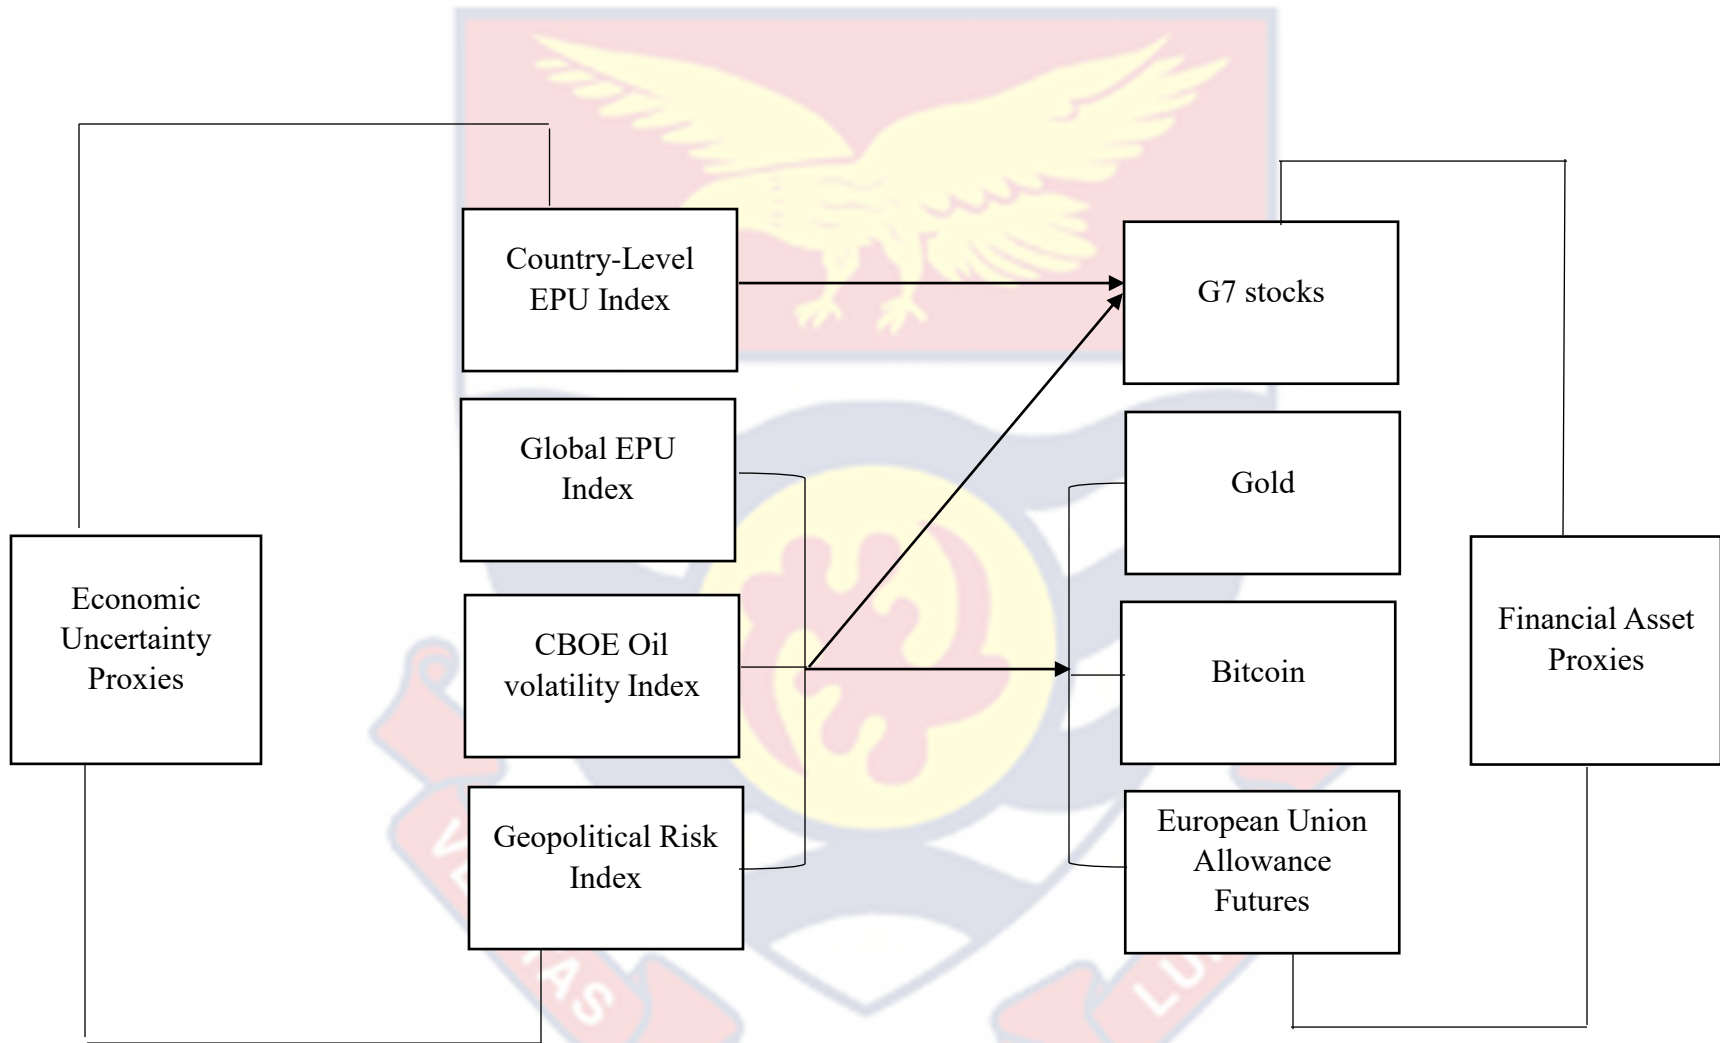 Country-Level
EPU Index
G7 stocks
Global EPU
Index
Gold
Economic
Uncertainty
Proxies
CBOE Oil
volatility Index
Bitcoin
Financial Asset
Proxies
Geopolitical Risk
Index
European Union
Allowance
Futures